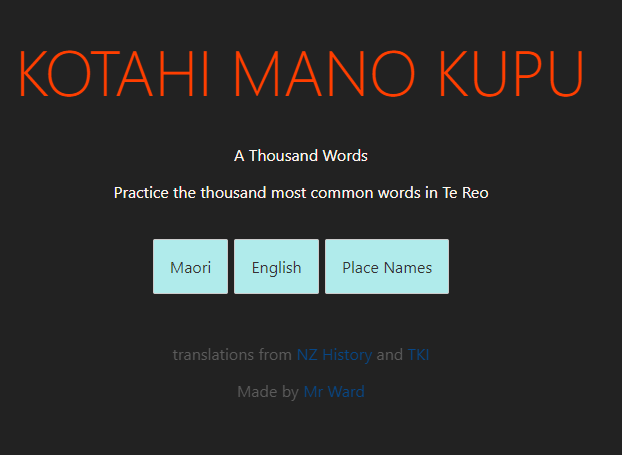 KOTAHI MANO KUPU
A Thousand Words
Practice the thousand most common words in Te Reo
Maori English Place Names
translations from NZ History and TKI
Made by Mr Ward